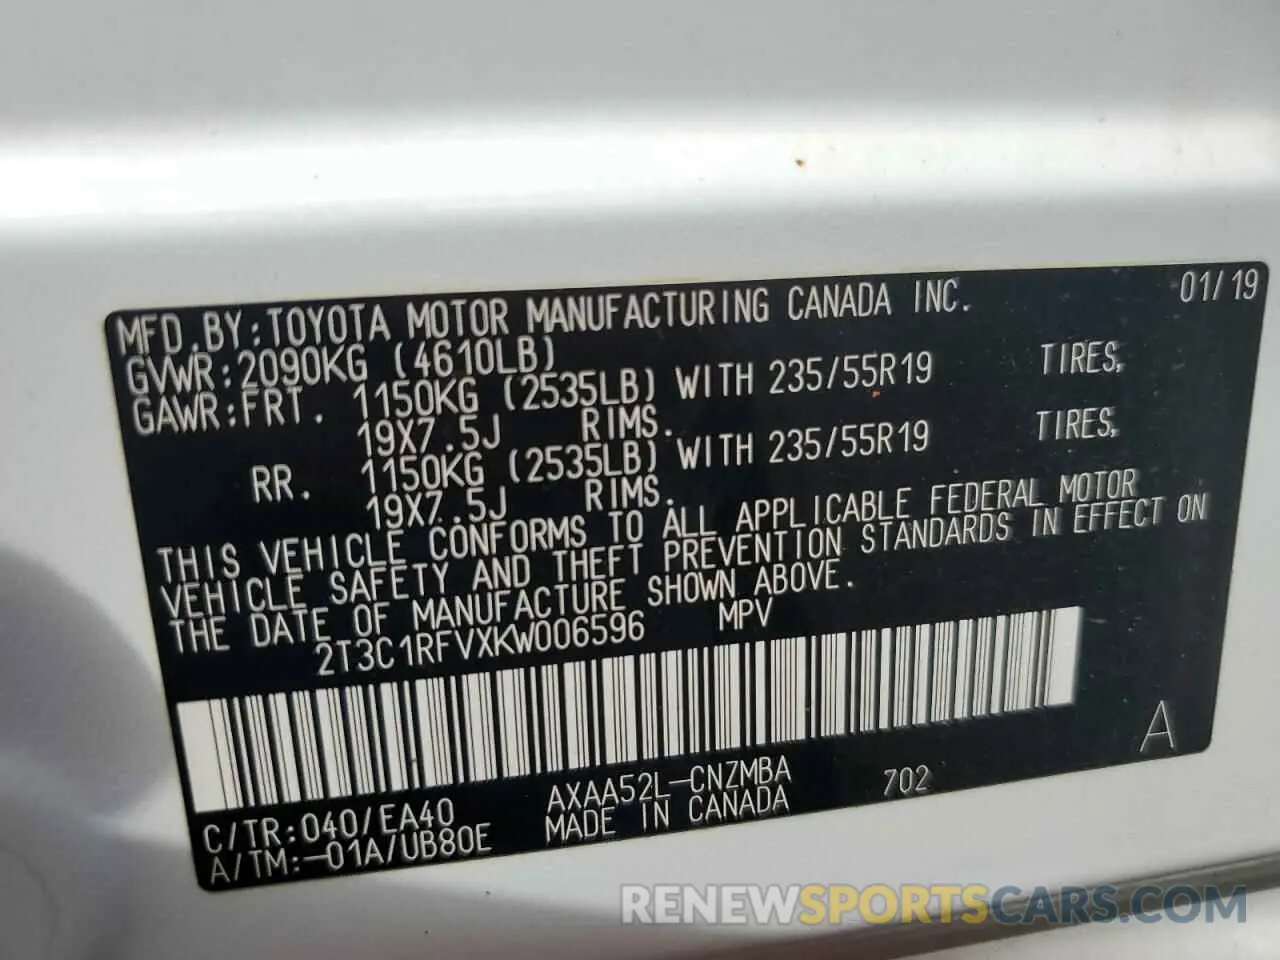 MFD.BY:TOYOTA MOTOR MANUFACTURING CANADA INC. 01/19
GVWR:2090KG (4610LB)
GAWR:FRT. 1150KG (2535LB) WITH 235/55R19 TIRES,
19X7.5J RIMS.
RR. 1150KG (2535LB) WITH 235/55R19 TIRES,
19X7.5J RIMS.
THIS VEHICLE CONFORMS TO ALL APPLICABLE FEDERAL MOTOR
VEHICLE SAFETY AND THEFT PREVENTION STANDARDS IN EFFECT ON
THE DATE OF MANUFACTURE SHOWN ABOVE.
2T3C1RFVXKW006596 MPV
A
C/TR:040/EA40 AXAA52L-CNZMBA 702
A/TM:-01A/UB80E MADE IN CANADA
RENEWSPORTSCARS.COM